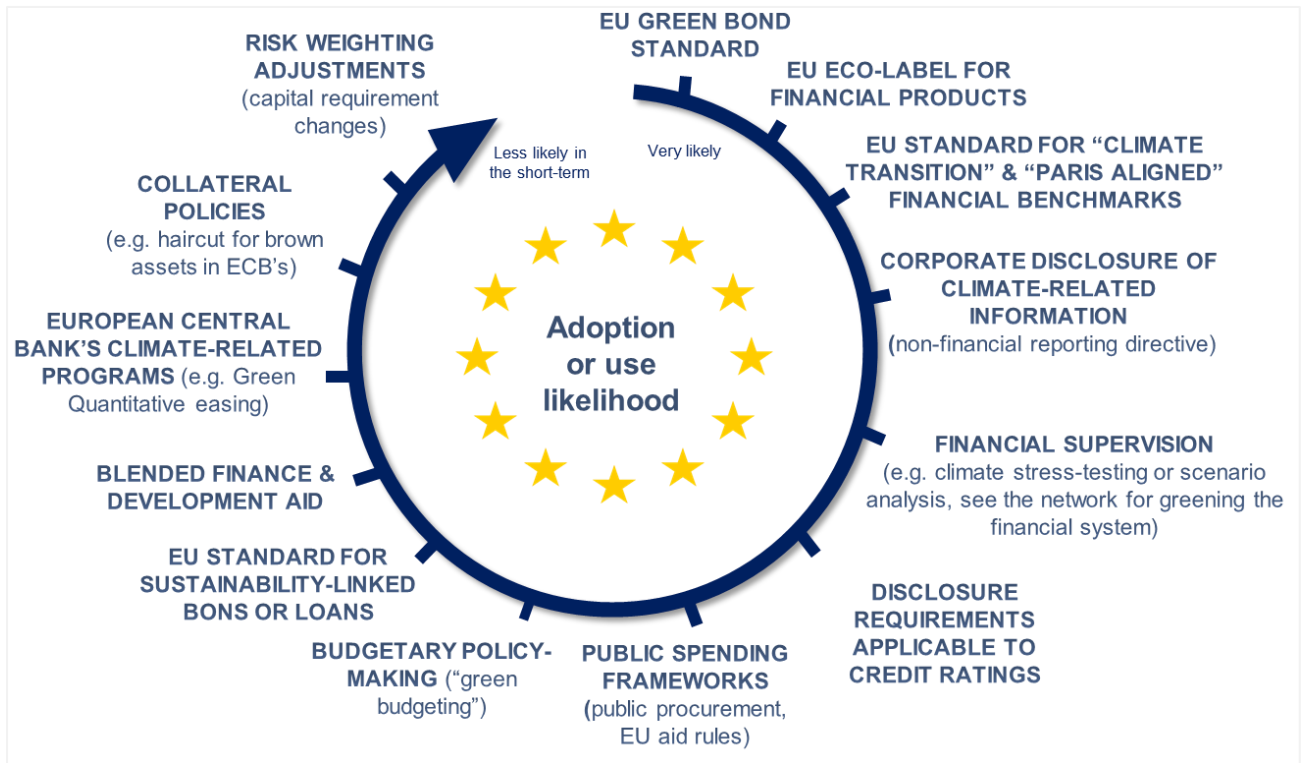 EU GREEN BOND
STANDARD
EU ECO-LABEL FOR
FINANCIAL PRODUCTS
EU STANDARD FOR “CLIMATE
TRANSITION” & “PARIS ALIGNED”
FINANCIAL BENCHMARKS
CORPORATE DISCLOSURE OF
CLIMATE-RELATED
INFORMATION
(non-financial reporting directive)
FINANCIAL SUPERVISION
(e.g. climate stress-testing or scenario
analysis, see the network for greening the
financial system)
DISCLOSURE
REQUIREMENTS
APPLICABLE TO
CREDIT RATINGS
PUBLIC SPENDING
FRAMEWORKS
(public procurement,
EU aid rules)
BUDGETARY POLICY-
MAKING (“green
budgeting”)
EU STANDARD FOR
SUSTAINABILITY-LINKED
BONS OR LOANS
BLENDED FINANCE &
DEVELOPMENT AID
EUROPEAN CENTRAL
BANK’S CLIMATE-RELATED
PROGRAMS (e.g. Green
Quantitative easing)
COLLATERAL
POLICIES
(e.g. haircut for brown
assets in ECB’s)
RISK WEIGHTING
ADJUSTMENTS
(capital requirement
changes)
Less likely in
the short-term
Very likely
Adoption
or use
likelihood